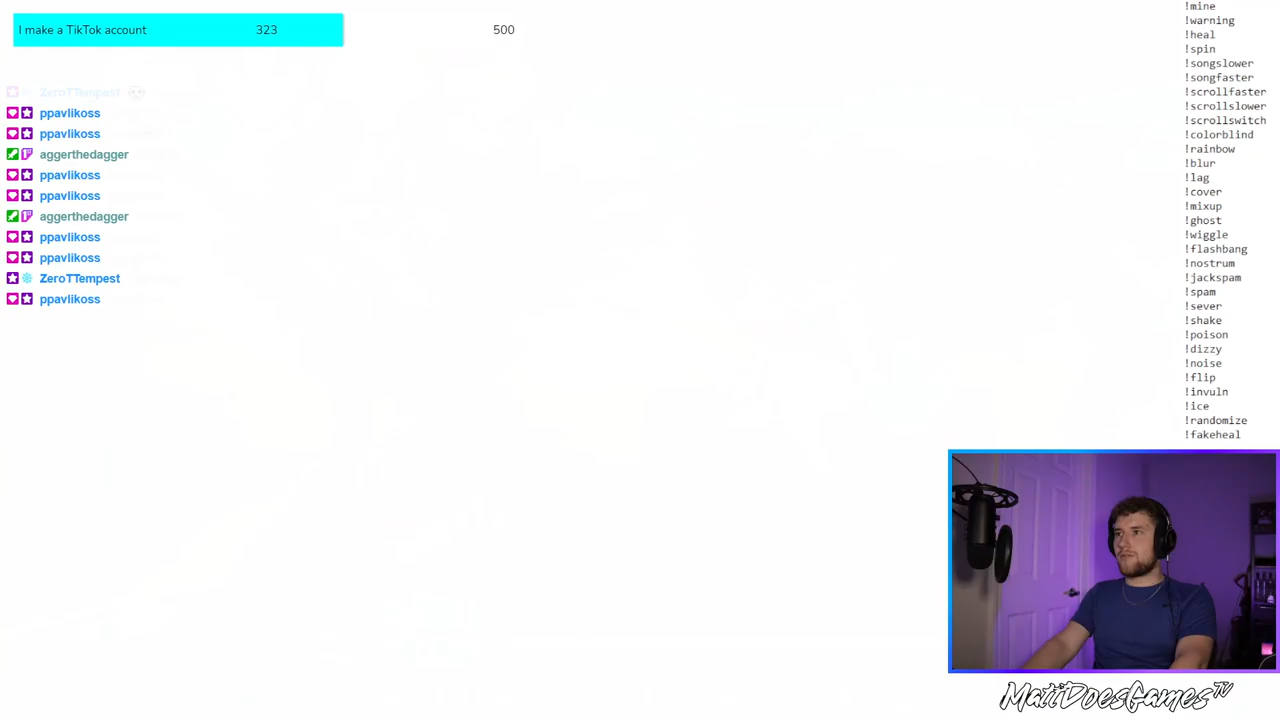 I make a TikTok account 323 500
ZeroTTempest
ppavlikoss
ppavlikoss
aggerthedagger
ppavlikoss
ppavlikoss
aggerthedagger
ppavlikoss
ppavlikoss
ZeroTTempest
ppavlikoss
!mine
!warning
!heal
!spin
!songslower
!songfaster
!scrollfaster
!scrollslower
!scrollswitch
!colorblind
!rainbow
!blur
!lag
!cover
!mixup
!ghost
!wiggle
!flashbang
!nostrum
!jackspam
!spam
!sever
!shake
!poison
!dizzy
!noise
!flip
!invuln
!ice
!randomize
!fakeheal
MattDoesGamesTV